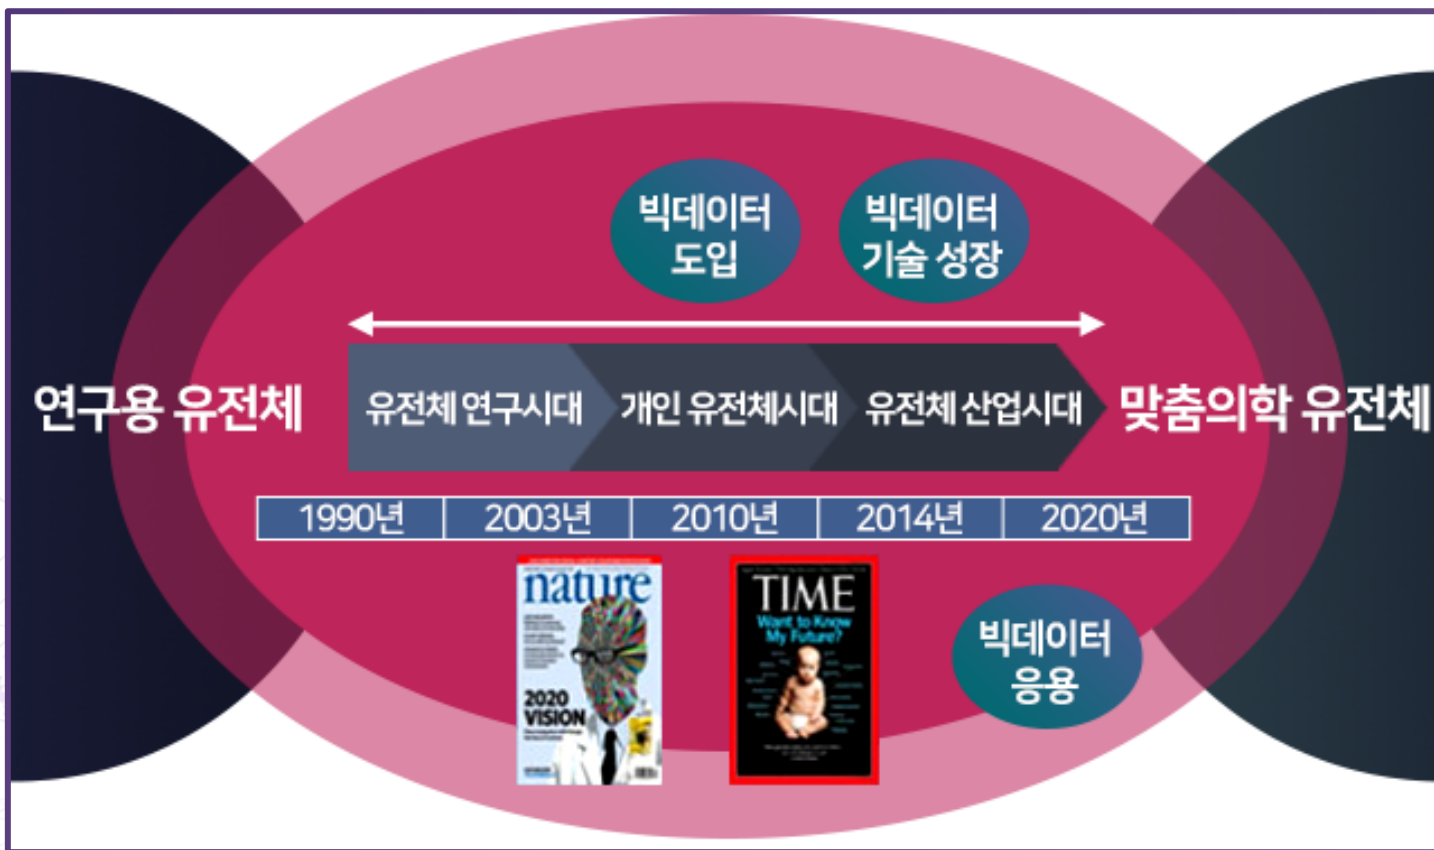 빅데이터
도입
빅데이터
기술 성장
연구용 유전체
유전체 연구시대
개인 유전체시대
유전체 산업시대
맞춤의학 유전체
1990년
2003년
2010년
2014년
2020년
nature
2020
VISION
TIME
Want to Know
My Future?
빅데이터
응용